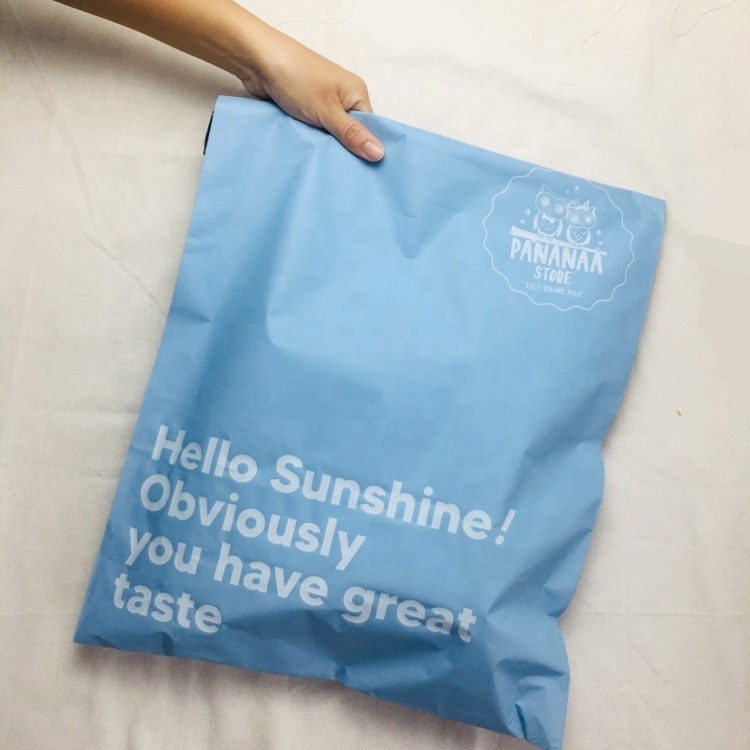 PANANAA
STORE
Hello Sunshine!
Obviously
you have great
taste